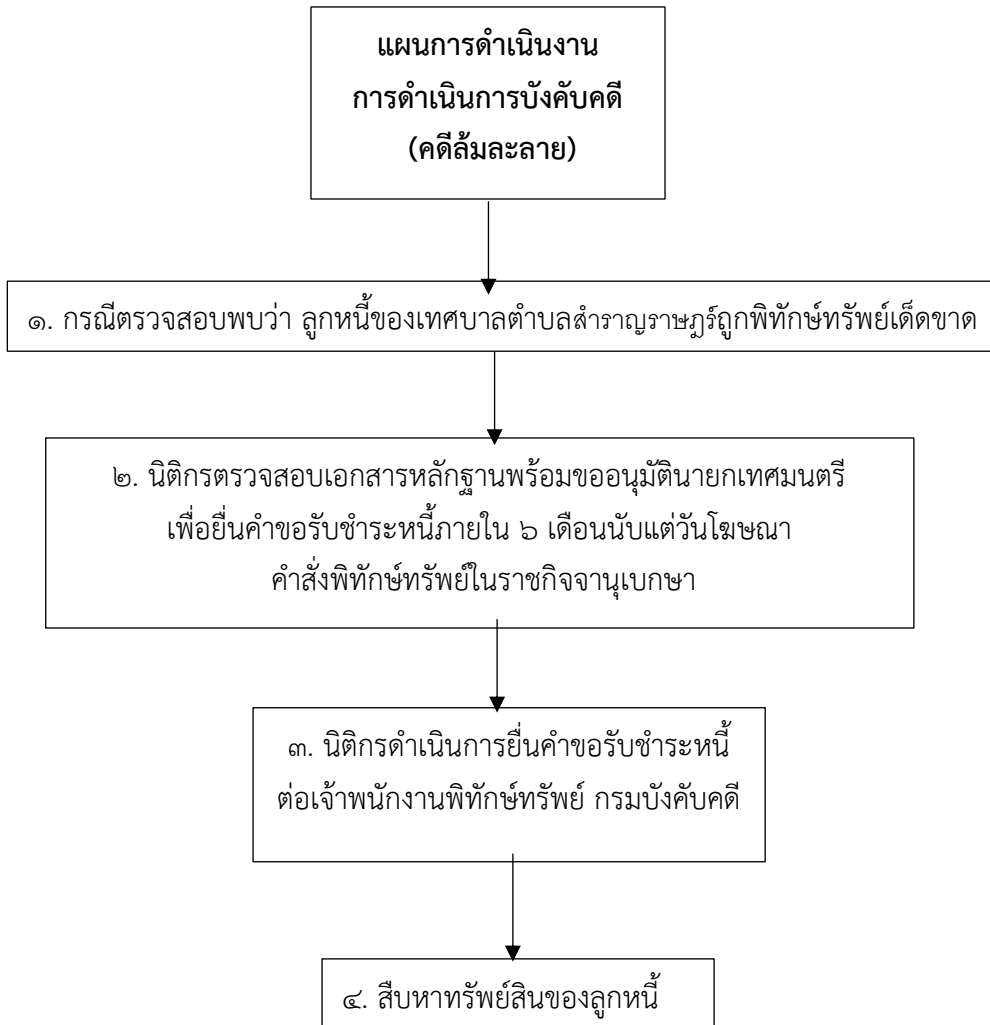 แผนการดำเนินงาน
การดำเนินการบังคับคดี
(คดีล้มละลาย)
๑. กรณีตรวจสอบพบว่า ลูกหนี้ของเทศบาลตำบลสำราญราษฎร์ถูกพิทักษ์ทรัพย์เด็ดขาด
๒. นิติกรตรวจสอบเอกสารหลักฐานพร้อมขออนุมัตินายกเทศมนตรี
เพื่อยื่นคำขอรับชำระหนี้ภายใน ๖ เดือนนับแต่วันโฆษณา
คำสั่งพิทักษ์ทรัพย์ในราชกิจจานุเบกษา
๓. นิติกรดำเนินการยื่นคำขอรับชำระหนี้
ต่อเจ้าพนักงานพิทักษ์ทรัพย์ กรมบังคับคดี
๔. สืบหาทรัพย์สินของลูกหนี้